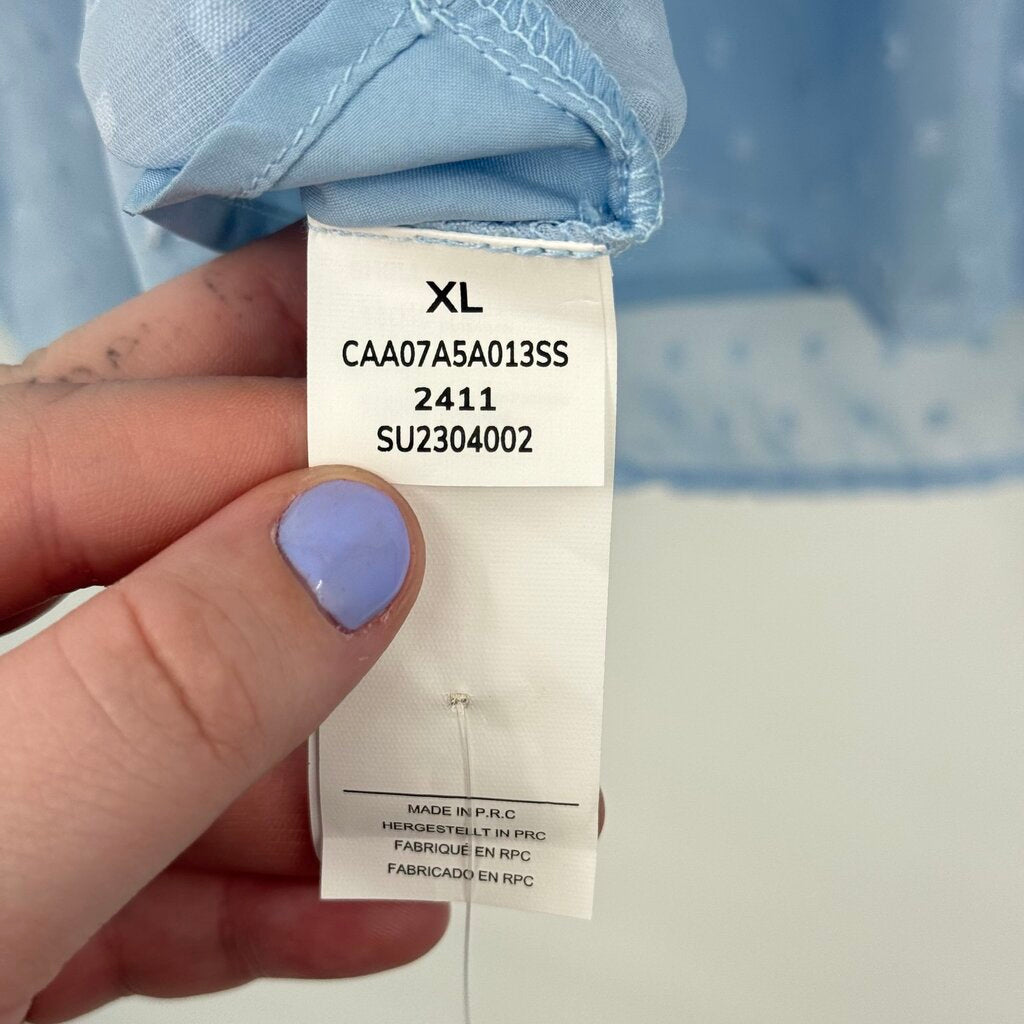 XL
CAA07A5A013SS
2411
SU2304002
MADE IN P.R.C
HERGESTELLT IN PRC
FABRIQUÉ EN RPC
FABRICADO EN RPC